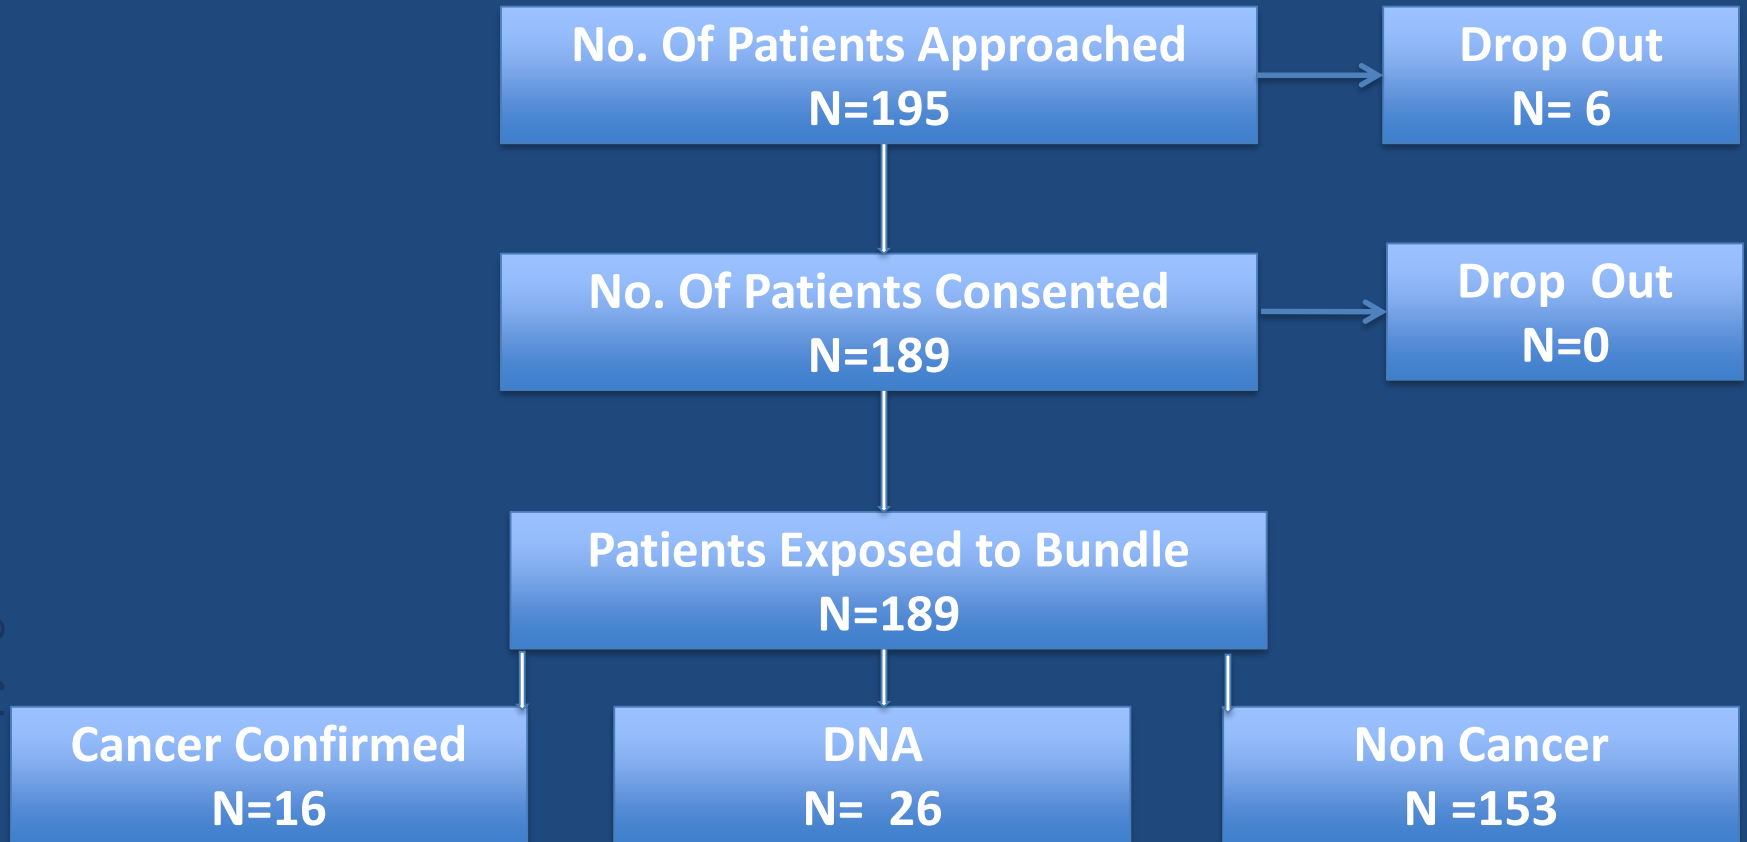 No. Of Patients Approached
N=195
Drop Out
N= 6
No. Of Patients Consented
N=189
Drop  Out
N=0
Patients Exposed to Bundle
N=189
Cancer Confirmed
N=16
DNA
N=  26
Non Cancer
N =153